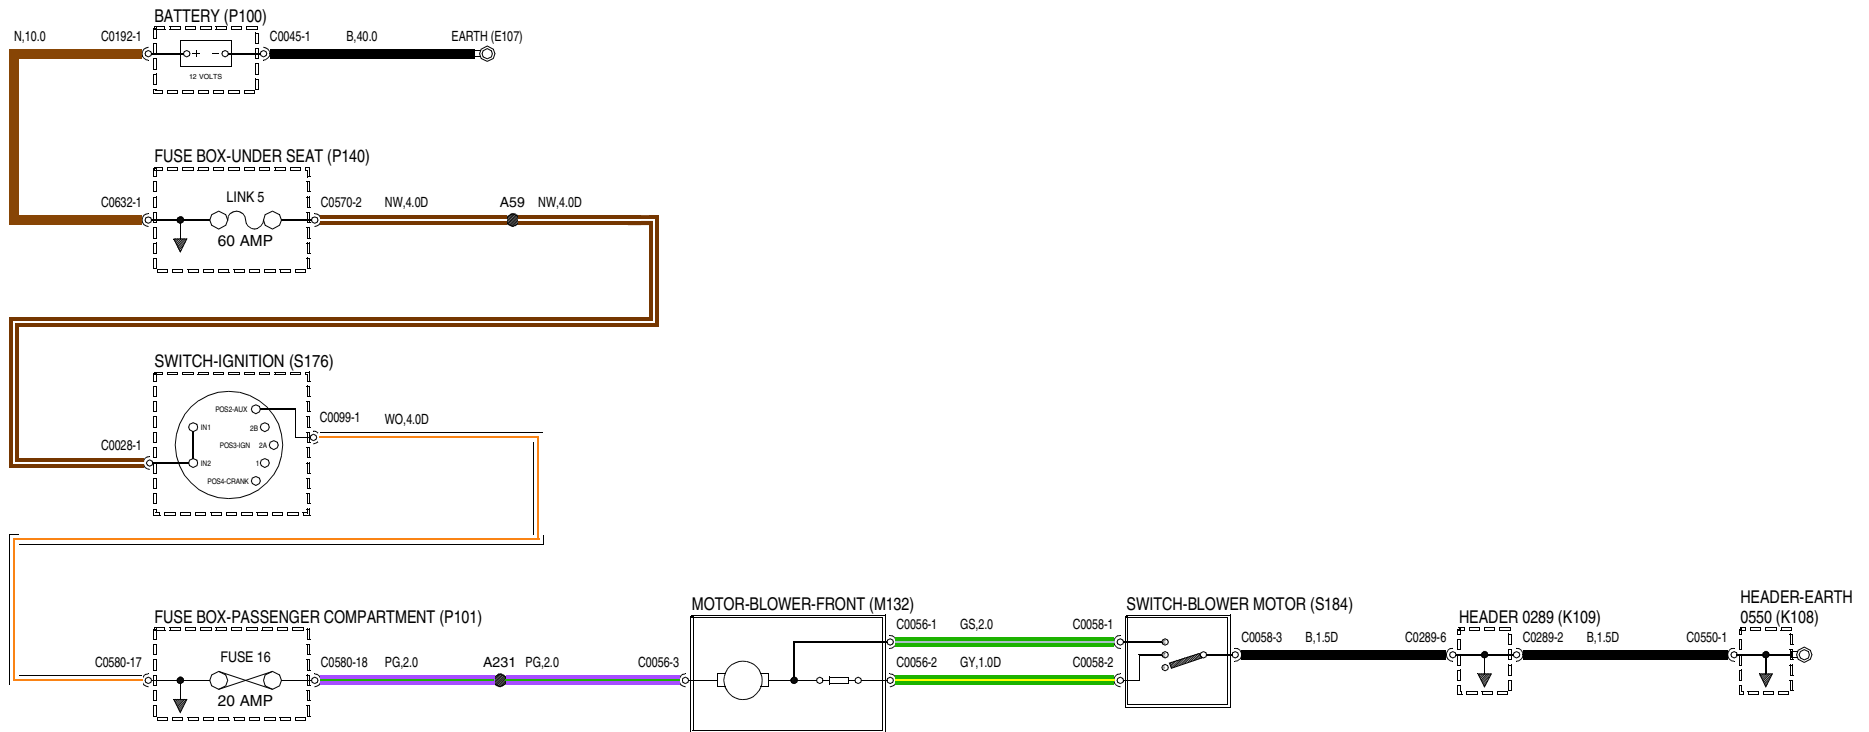 BATTERY (P100)
N,10.0 C0192-1 C0045-1 B,40.0 EARTH (E107)
+ −
12 VOLTS
FUSE BOX-UNDER SEAT (P140)
LINK 5
C0632-1 C0570-2 NW,4.0D A59 NW,4.0D
60 AMP
SWITCH-IGNITION (S176)
POS2-AUX
C0099-1 WO,4.0D
IN1 2B
C0028-1 POS3-IGN 2A
IN2 1
POS4-CRANK
FUSE BOX-PASSENGER COMPARTMENT (P101)
FUSE 16
C0580-17 C0580-18 PG,2.0 A231 PG,2.0 C0056-3
20 AMP
MOTOR-BLOWER-FRONT (M132)
C0056-1 GS,2.0 C0058-1
C0056-2 GY,1.0D C0058-2
SWITCH-BLOWER MOTOR (S184)
C0058-3 B,1.5D C0289-6
HEADER 0289 (K109)
C0289-2 B,1.5D C0550-1
HEADER-EARTH
0550 (K108)